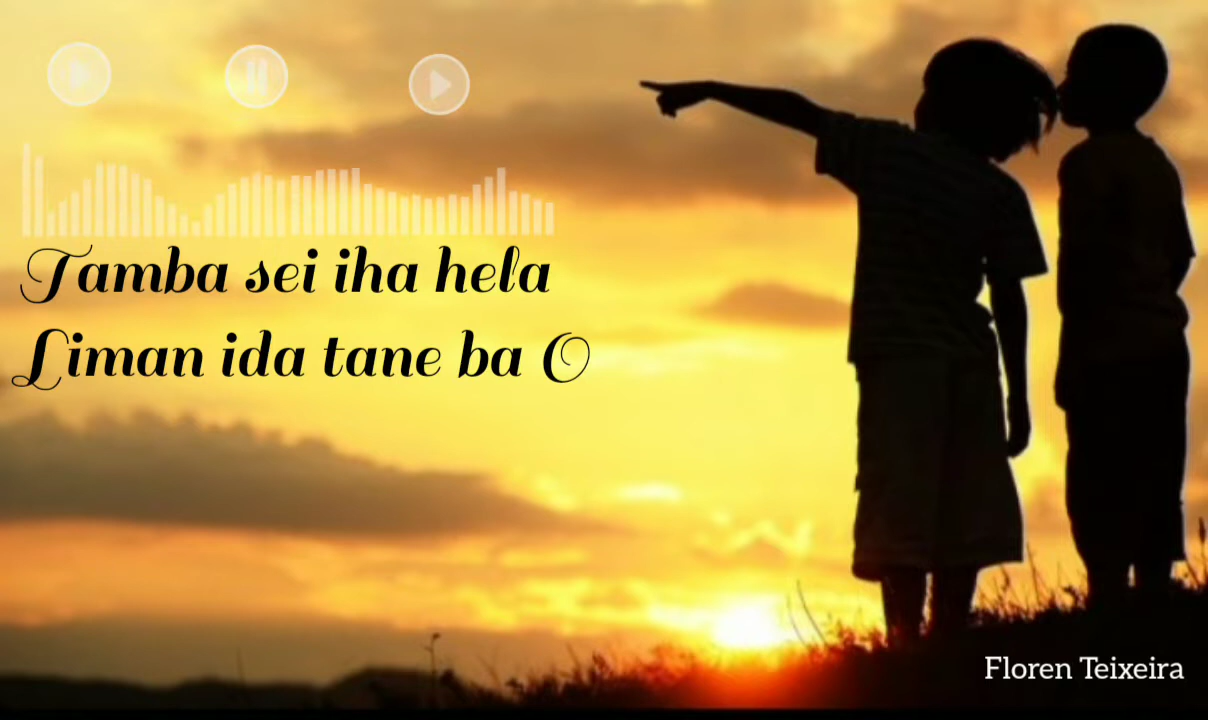 Tamba sei iha hela
Liman ida tane ba O
Floren Teixeira